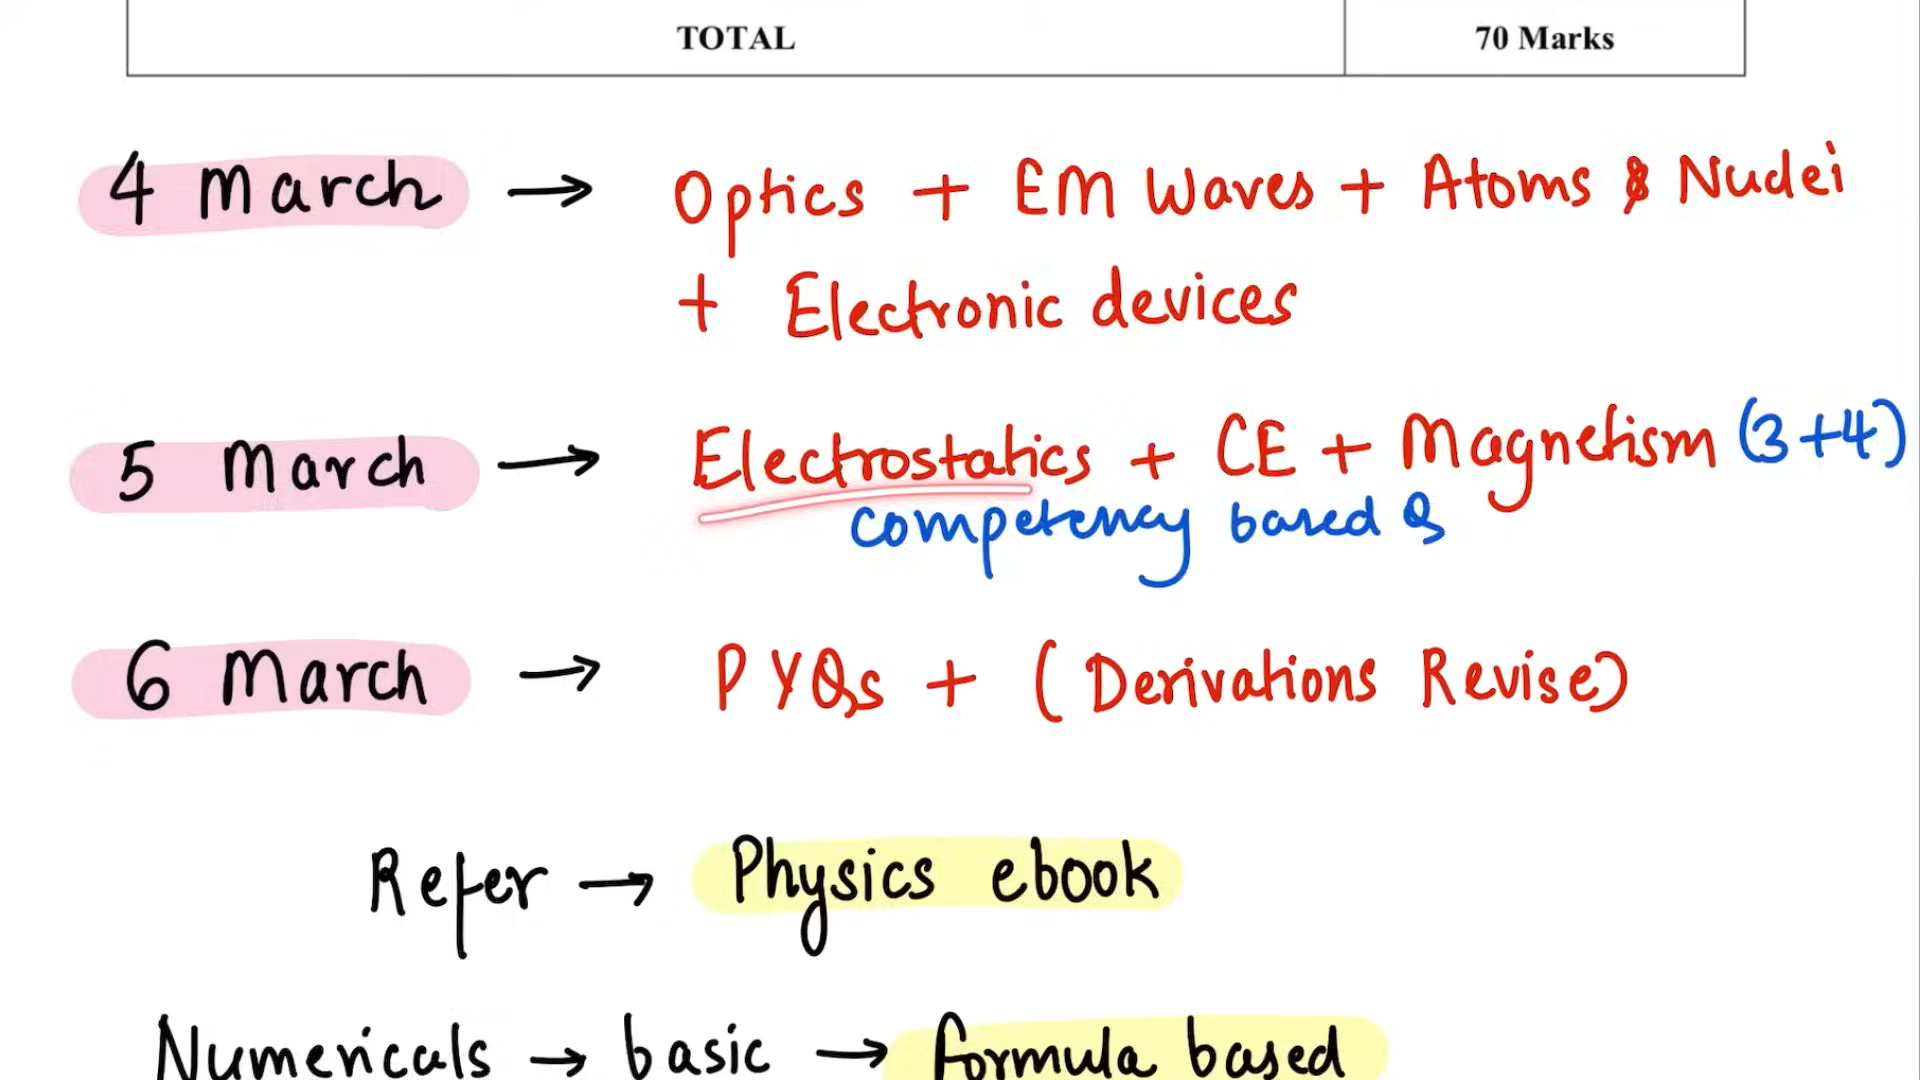 TOTAL 70 Marks
4 March → Optics + EM Waves + Atoms & Nuclei
+ Electronic devices
5 March → Electrostatics + CE + Magnetism (3+4)
competency based Q
6 March → PYQs + (Derivations Revise)
Refer → Physics ebook
Numericals → basic → formula based